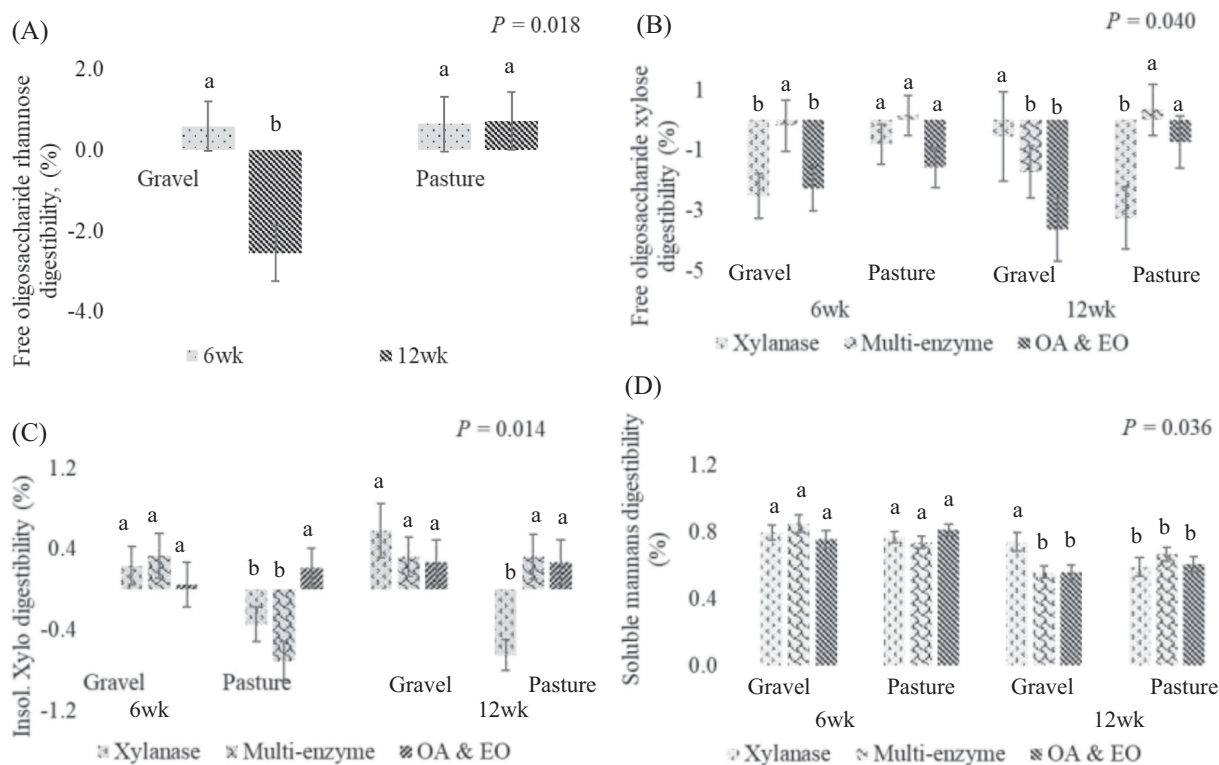 (A)
P = 0.018
Free oligosaccharide rhamnose
digestibility, (%)
2.0
0.0
-2.0
-4.0
a
b
a
a
Gravel
Pasture
6wk
12wk
(B)
P = 0.040
Free oligosaccharide xylose
digestibility (%)
1
-1
-3
-5
b a b
a a a
a b b
b a a
Gravel Pasture Gravel Pasture
6wk 12wk
Xylanase Multi-enzyme OA & EO
(C)
P = 0.014
Insol. Xylo digestibility (%)
1.2
0.4
-0.4
-1.2
a a a
b b a
a a a
b a a
Gravel Pasture Gravel Pasture
6wk 12wk
Xylanase Multi-enzyme OA & EO
(D)
P = 0.036
Soluble mannans digestibility
(%)
1.2
0.8
0.4
0.0
a a a
a a a
a b b
b b b
Gravel Pasture Gravel Pasture
6wk 12wk
Xylanase Multi-enzyme OA & EO